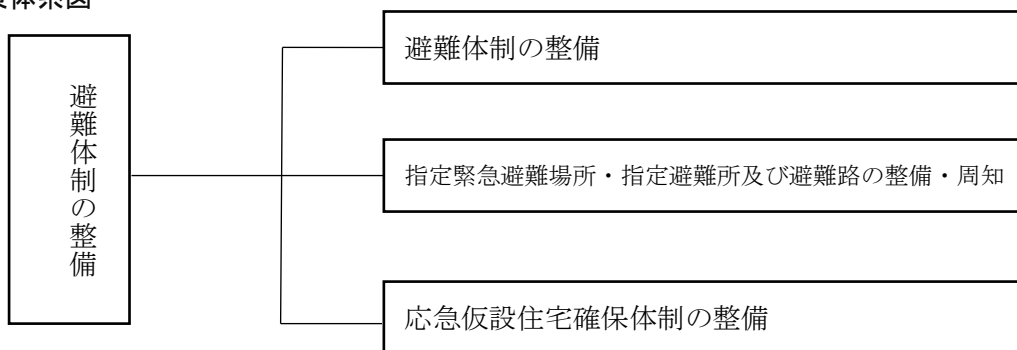 体系図
避難体制の整備
避難体制の整備
指定緊急避難場所・指定避難所及び避難路の整備・周知
応急仮設住宅確保体制の整備